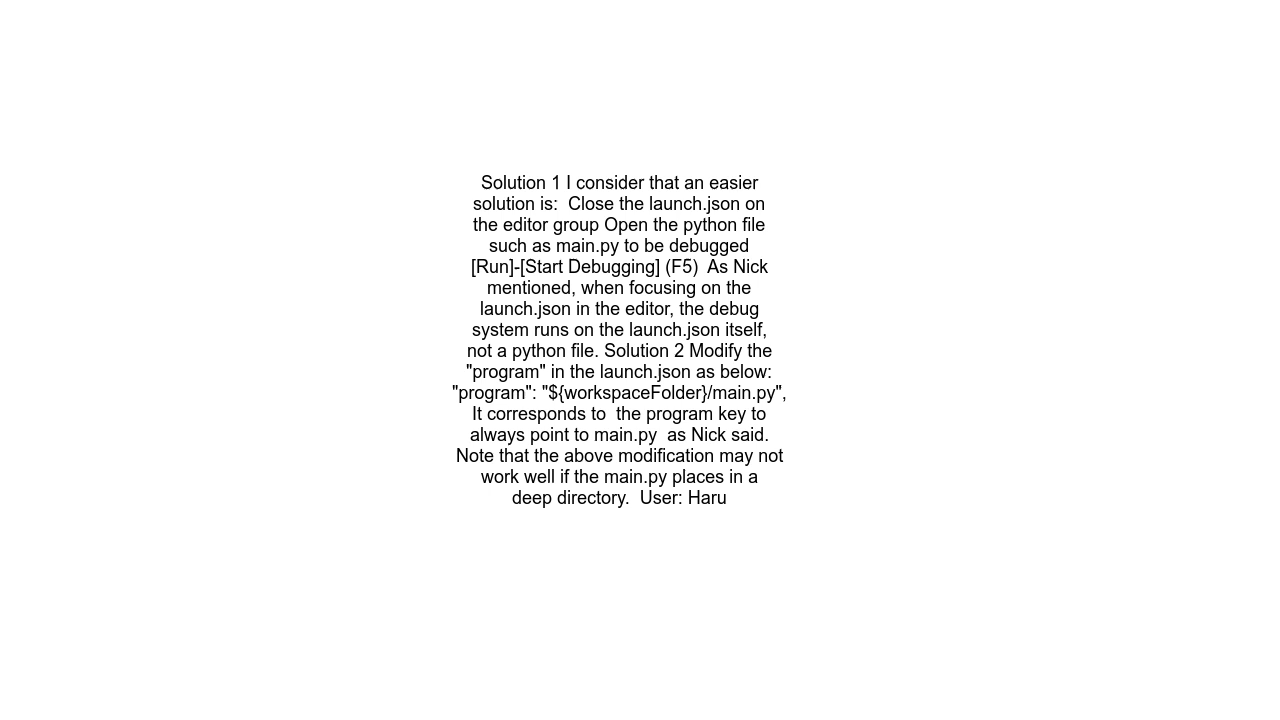 Solution 1 I consider that an easier
solution is:  Close the launch.json on
the editor group Open the python file
such as main.py to be debugged
[Run]-[Start Debugging] (F5)  As Nick
mentioned, when focusing on the
launch.json in the editor, the debug
system runs on the launch.json itself,
not a python file. Solution 2 Modify the
"program" in the launch.json as below:
"program": "${workspaceFolder}/main.py",
It corresponds to  the program key to
always point to main.py  as Nick said.
Note that the above modification may not
work well if the main.py places in a
deep directory.  User: Haru